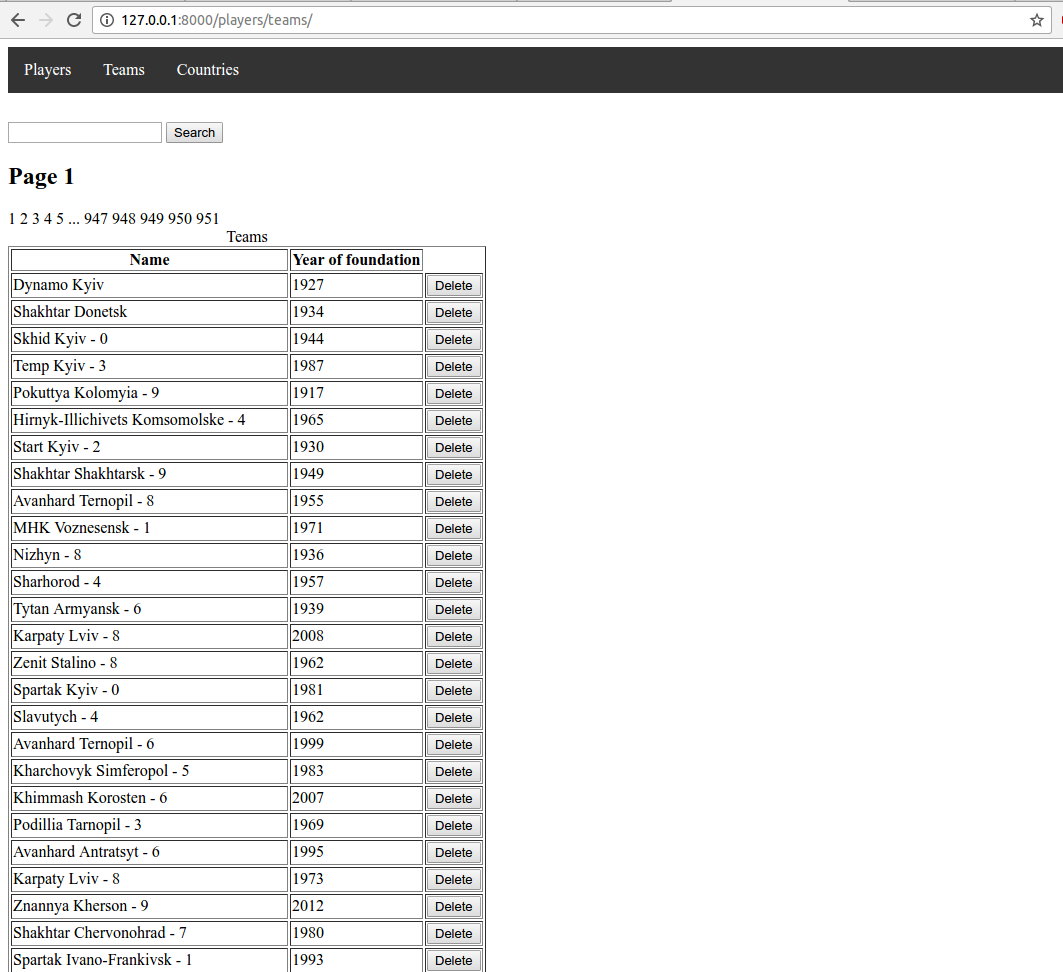 127.0.0.1:8000/players/teams/
Players Teams Countries
Search
Page 1
1 2 3 4 5 ... 947 948 949 950 951
Teams
Name Year of foundation
Dynamo Kyiv 1927 Delete
Shakhtar Donetsk 1934 Delete
Skhid Kyiv - 0 1944 Delete
Temp Kyiv - 3 1987 Delete
Pokuttya Kolomyia - 9 1917 Delete
Hirnyk-Illichivets Komsomolske - 4 1965 Delete
Start Kyiv - 2 1930 Delete
Shakhtar Shakhtarsk - 9 1949 Delete
Avanhard Ternopil - 8 1955 Delete
MHK Voznesensk - 1 1971 Delete
Nizhyn - 8 1936 Delete
Sharhorod - 4 1957 Delete
Tytan Armyansk - 6 1939 Delete
Karpaty Lviv - 8 2008 Delete
Zenit Stalino - 8 1962 Delete
Spartak Kyiv - 0 1981 Delete
Slavutych - 4 1962 Delete
Avanhard Ternopil - 6 1999 Delete
Kharchovyk Simferopol - 5 1983 Delete
Khimmash Korosten - 6 2007 Delete
Podillia Tarnopil - 3 1969 Delete
Avanhard Antratsyt - 6 1995 Delete
Karpaty Lviv - 8 1973 Delete
Znannya Kherson - 9 2012 Delete
Shakhtar Chervonohrad - 7 1980 Delete
Spartak Ivano-Frankivsk - 1 1993 Delete